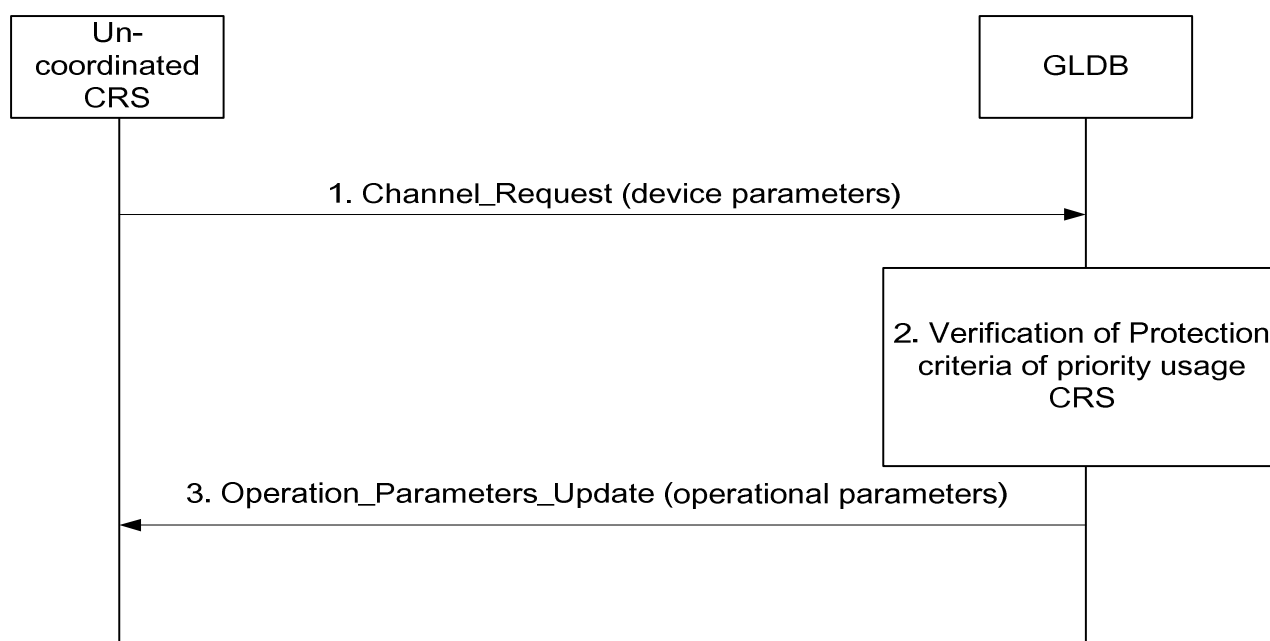 Un-
coordinated
CRS
GLDB
1. Channel_Request (device parameters)
2. Verification of Protection
criteria of priority usage
CRS
3. Operation_Parameters_Update (operational parameters)